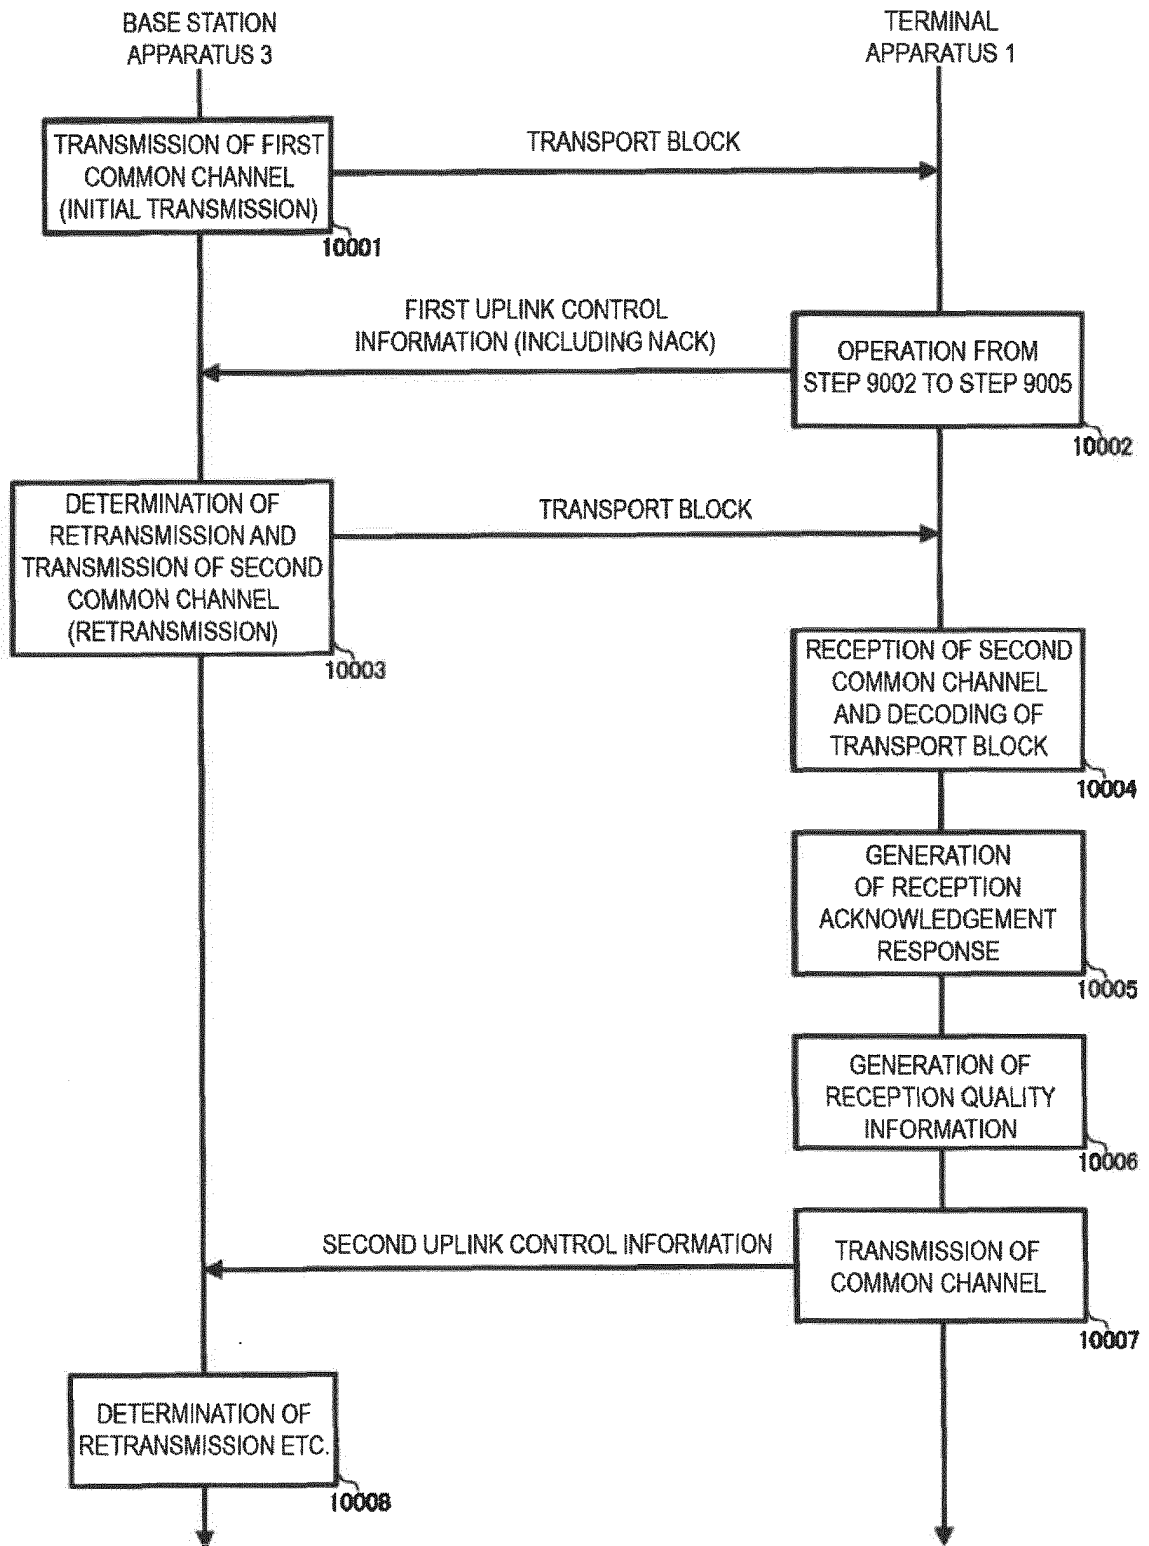 BASE STATION
APPARATUS 3
TERMINAL
APPARATUS 1
TRANSMISSION OF FIRST
COMMON CHANNEL
(INITIAL TRANSMISSION)
10001
TRANSPORT BLOCK
FIRST UPLINK CONTROL
INFORMATION (INCLUDING NACK)
OPERATION FROM
STEP 9002 TO STEP 9005
10002
DETERMINATION OF
RETRANSMISSION AND
TRANSMISSION OF SECOND
COMMON CHANNEL
(RETRANSMISSION)
10003
TRANSPORT BLOCK
RECEPTION OF SECOND
COMMON CHANNEL
AND DECODING OF
TRANSPORT BLOCK
10004
GENERATION
OF RECEPTION
ACKNOWLEDGEMENT
RESPONSE
10005
GENERATION OF
RECEPTION QUALITY
INFORMATION
10006
SECOND UPLINK CONTROL INFORMATION
TRANSMISSION OF
COMMON CHANNEL
10007
DETERMINATION OF
RETRANSMISSION ETC.
10008